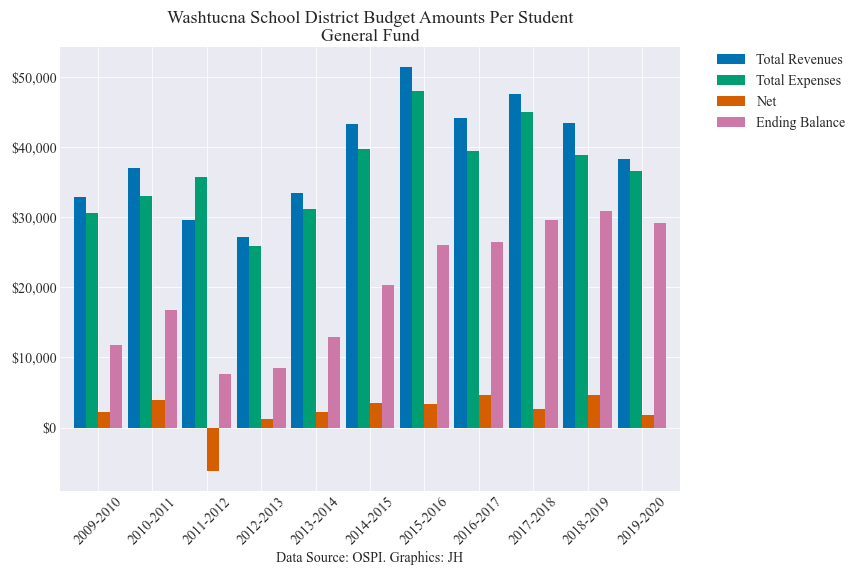 Washtucna School District Budget Amounts Per Student
General Fund
Total Revenues
Total Expenses
Net
Ending Balance
$50,000
$40,000
$30,000
$20,000
$10,000
$0
2009-2010
2010-2011
2011-2012
2012-2013
2013-2014
2014-2015
2015-2016
2016-2017
2017-2018
2018-2019
2019-2020
Data Source: OSPI. Graphics: JH